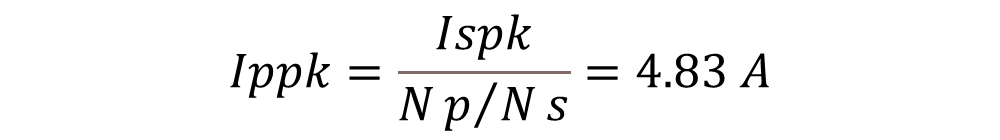 Ippk = Ispk / (N p/N s) = 4.83 A